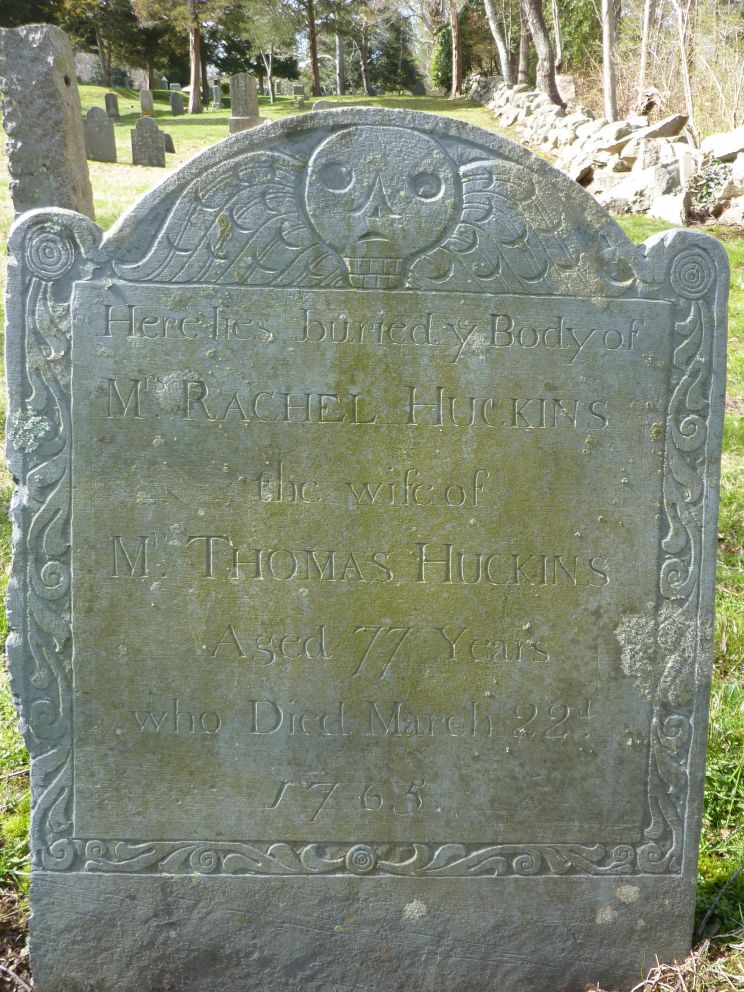 Here lies buried y Body of
Mrs RACHEL HUCKINS
the wife of
Mr. THOMAS HUCKINS
Aged 77 Years
who Died March 22d.
1765.